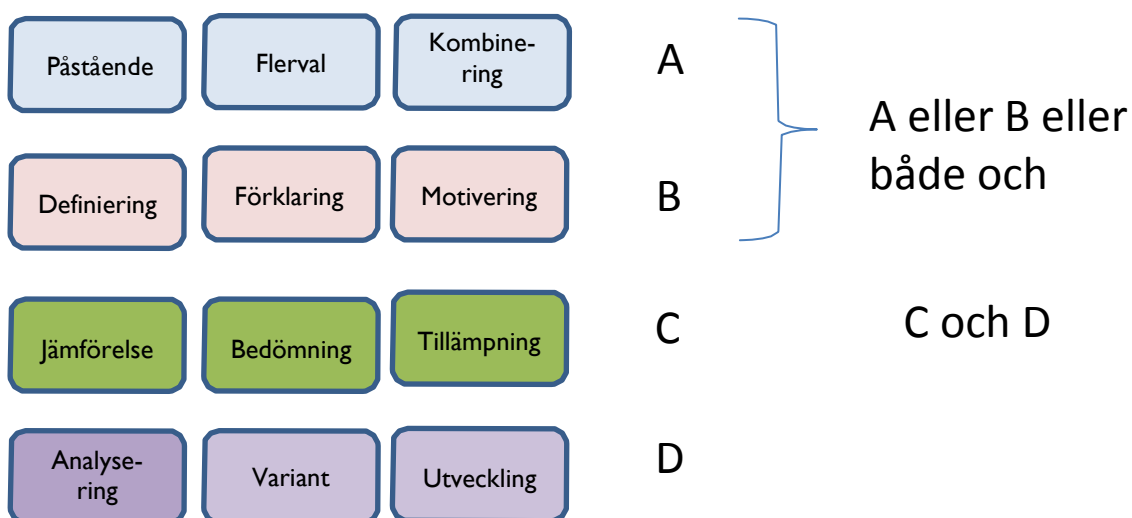 Påstående
Flerval
Kombine-
ring
A
A eller B eller
både och
Definiering
Förklaring
Motivering
B
Jämförelse
Bedömning
Tillämpning
C
C och D
Analyse-
ring
Variant
Utveckling
D